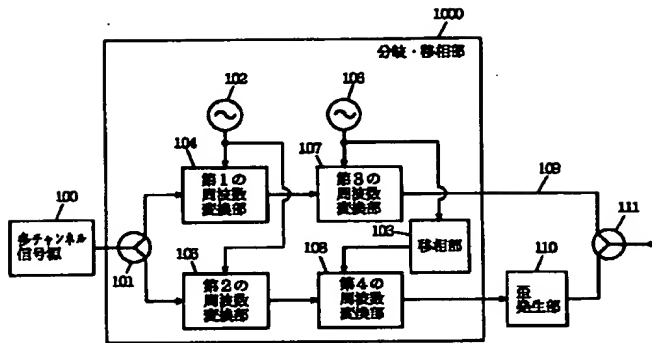 1000
分岐・移相部
102
106
104
第1の
周波数
変換部
107
第3の
周波数
変換部
109
100
多チャンネル
信号源
101
103
移相部
111
105
第2の
周波数
変換部
108
第4の
周波数
変換部
110
歪
発生部